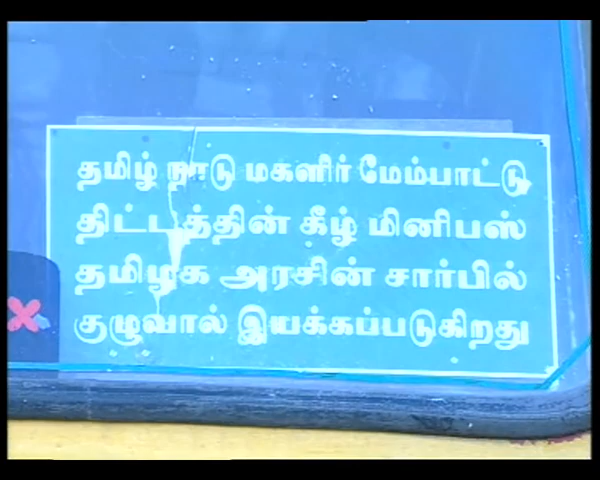 தமிழ் நாடு மகளிர் மேம்பாட்டு
திட்டத்தின் கீழ் மினிபஸ்
தமிழக அரசின் சார்பில்
குழுவால் இயக்கப்படுகிறது